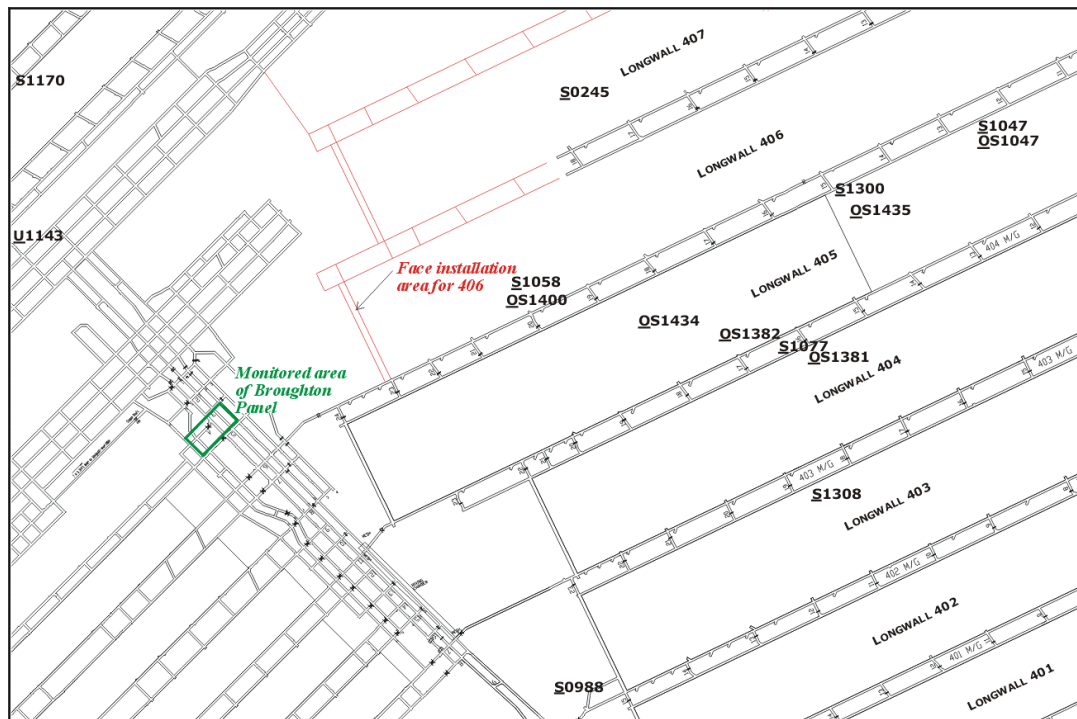 LONGWALL 407
S1170
S0245
S1047
OS1047
LONGWALL 406
S1300
OS1435
U1143
404 M/G
Face installation
area for 406
S1058
OS1400
LONGWALL 405
OS1434
OS1382
S1077
OS1381
403 M/G
Monitored area
of Broughton
Panel
LONGWALL 404
403 M/G
S1308
LONGWALL 403
402 M/G
LONGWALL 402
401 M/G
S0988
LONGWALL 401